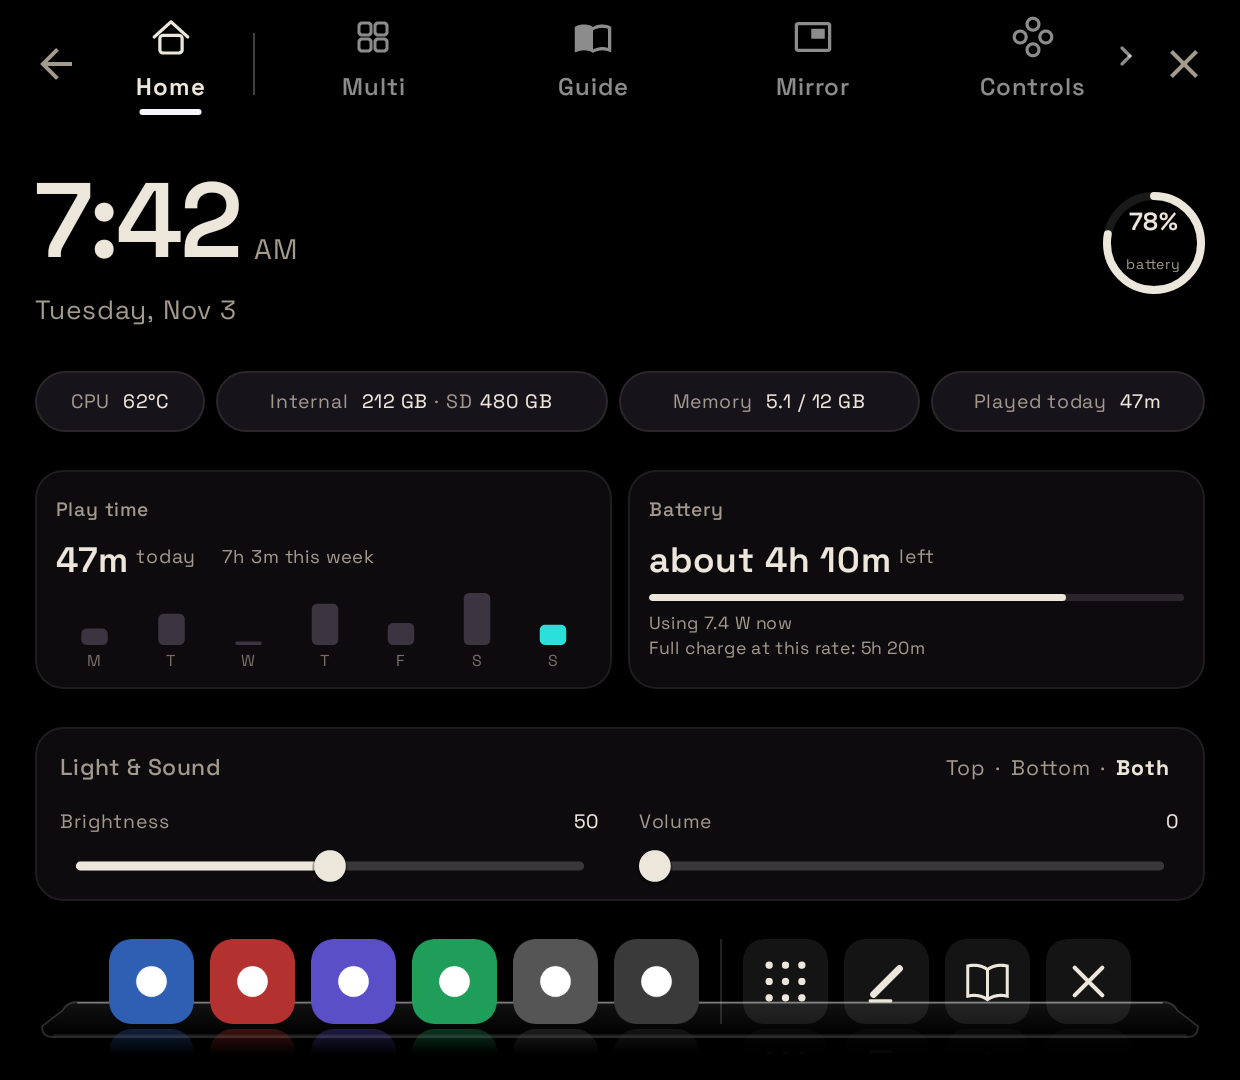 Home
Multi
Guide
Mirror
Controls
7:42 AM
78%
battery
Tuesday, Nov 3
CPU 62°C
Internal 212 GB · SD 480 GB
Memory 5.1 / 12 GB
Played today 47m
Play time
47m today 7h 3m this week
M T W T F S S
Battery
about 4h 10m left
Using 7.4 W now
Full charge at this rate: 5h 20m
Light & Sound
Top · Bottom · Both
Brightness 50
Volume 0